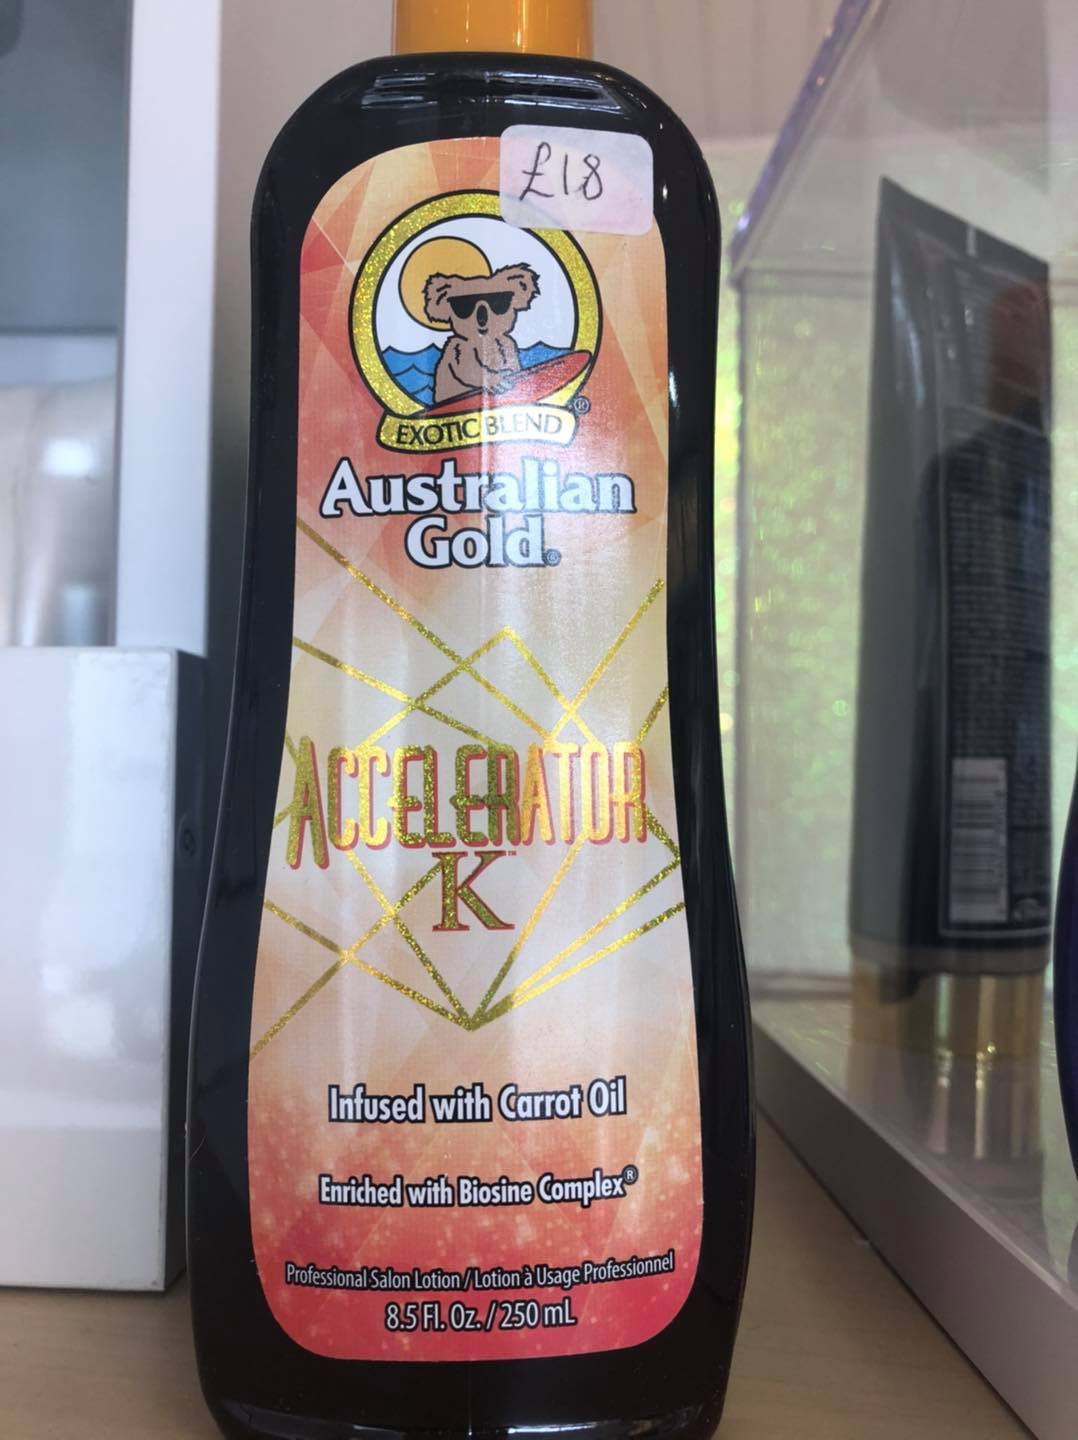 £18
EXOTIC BLEND®
Australian
Gold®
ACCELERATOR
K™
Infused with Carrot Oil
Enriched with Biosine Complex®
Professional Salon Lotion / Lotion à Usage Professionnel
8.5 Fl. Oz. / 250 mL